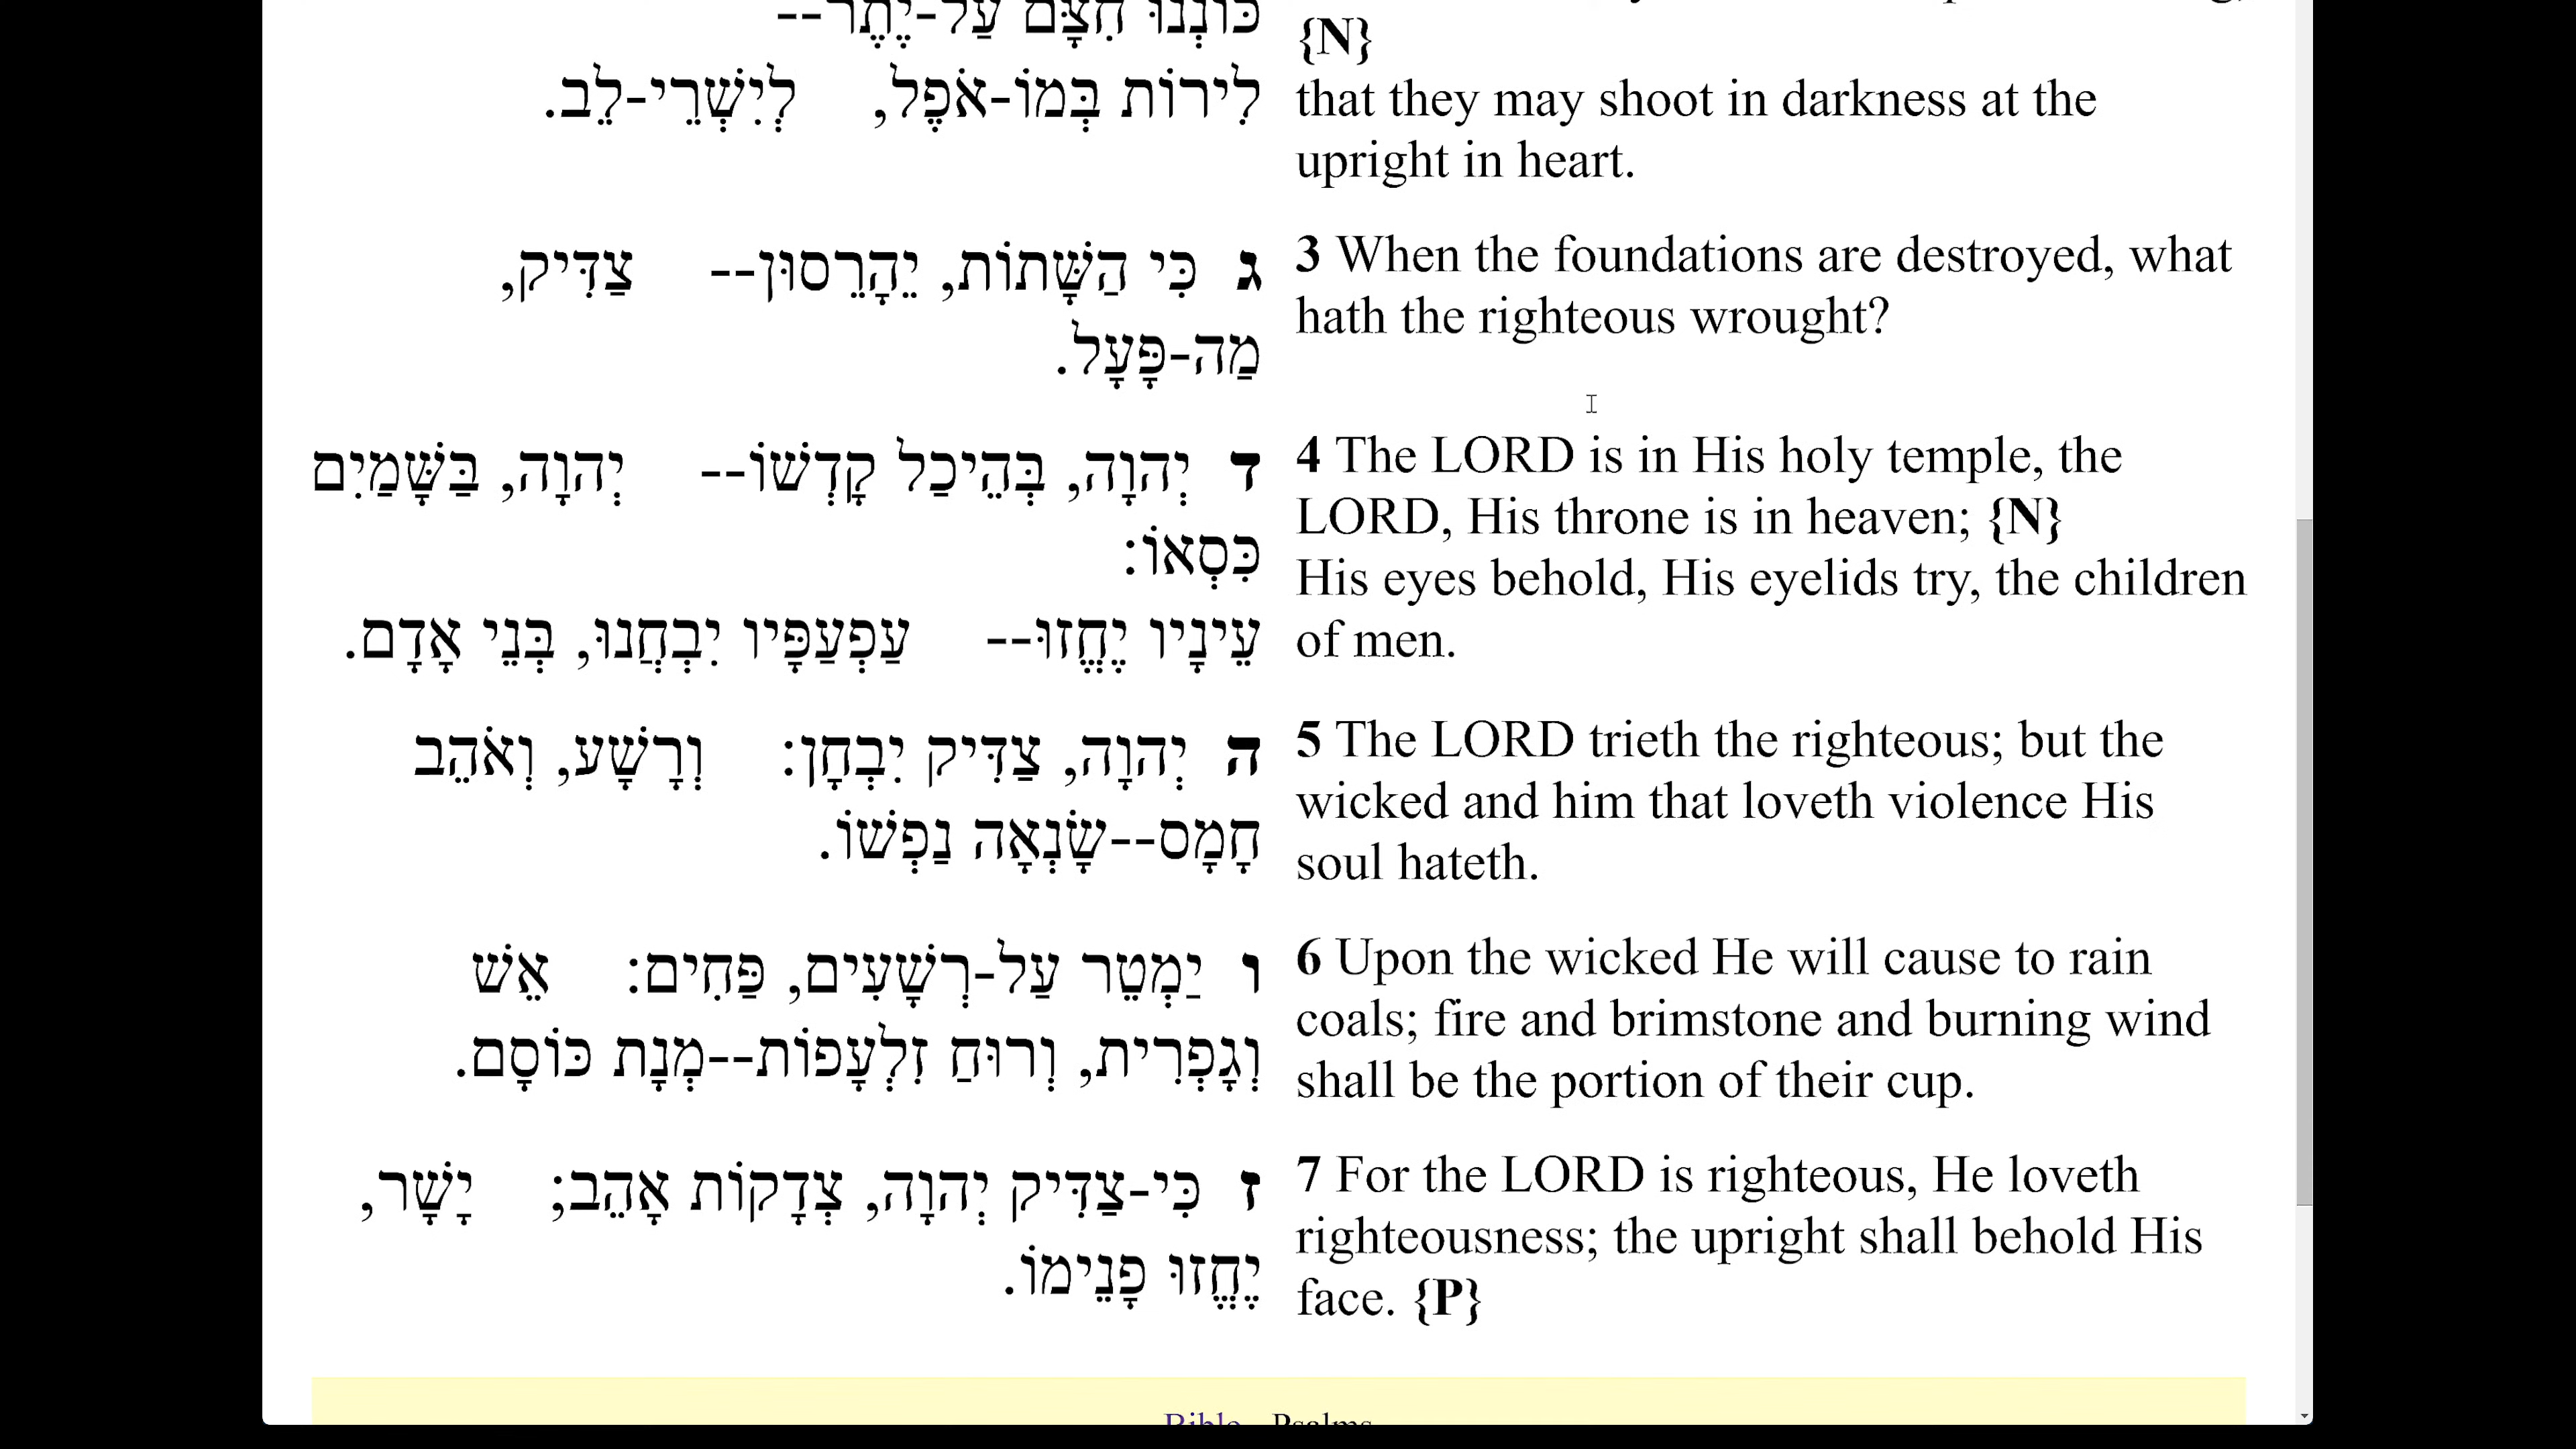 כּוֹנְנוּ חִצָּם עַל-יֶתֶר--
לִירוֹת בְּמוֹ-אֹפֶל, לְיִשְׁרֵי-לֵב.
ג כִּי הַשָּׁתוֹת, יֵהָרֵסוּן-- צַדִּיק,
מַה-פָּעָל.
ד יְהוָה, בְּהֵיכַל קָדְשׁוֹ-- יְהוָה, בַּשָּׁמַיִם
כִּסְאוֹ:
עֵינָיו יֶחֱזוּ-- עַפְעַפָּיו יִבְחֲנוּ, בְּנֵי אָדָם.
ה יְהוָה, צַדִּיק יִבְחָן: וְרָשָׁע, וְאֹהֵב
חָמָס--שָׂנְאָה נַפְשׁוֹ.
ו יַמְטֵר עַל-רְשָׁעִים, פַּחִים: אֵשׁ
וְגָפְרִית, וְרוּחַ זִלְעָפוֹת--מְנָת כּוֹסָם.
ז כִּי-צַדִּיק יְהוָה, צְדָקוֹת אָהֵב; יָשָׁר,
יֶחֱזוּ פָנֵימוֹ.
{N}
that they may shoot in darkness at the
upright in heart.
3 When the foundations are destroyed, what
hath the righteous wrought?
4 The LORD is in His holy temple, the
LORD, His throne is in heaven; {N}
His eyes behold, His eyelids try, the children
of men.
5 The LORD trieth the righteous; but the
wicked and him that loveth violence His
soul hateth.
6 Upon the wicked He will cause to rain
coals; fire and brimstone and burning wind
shall be the portion of their cup.
7 For the LORD is righteous, He loveth
righteousness; the upright shall behold His
face. {P}
Bible Psalms